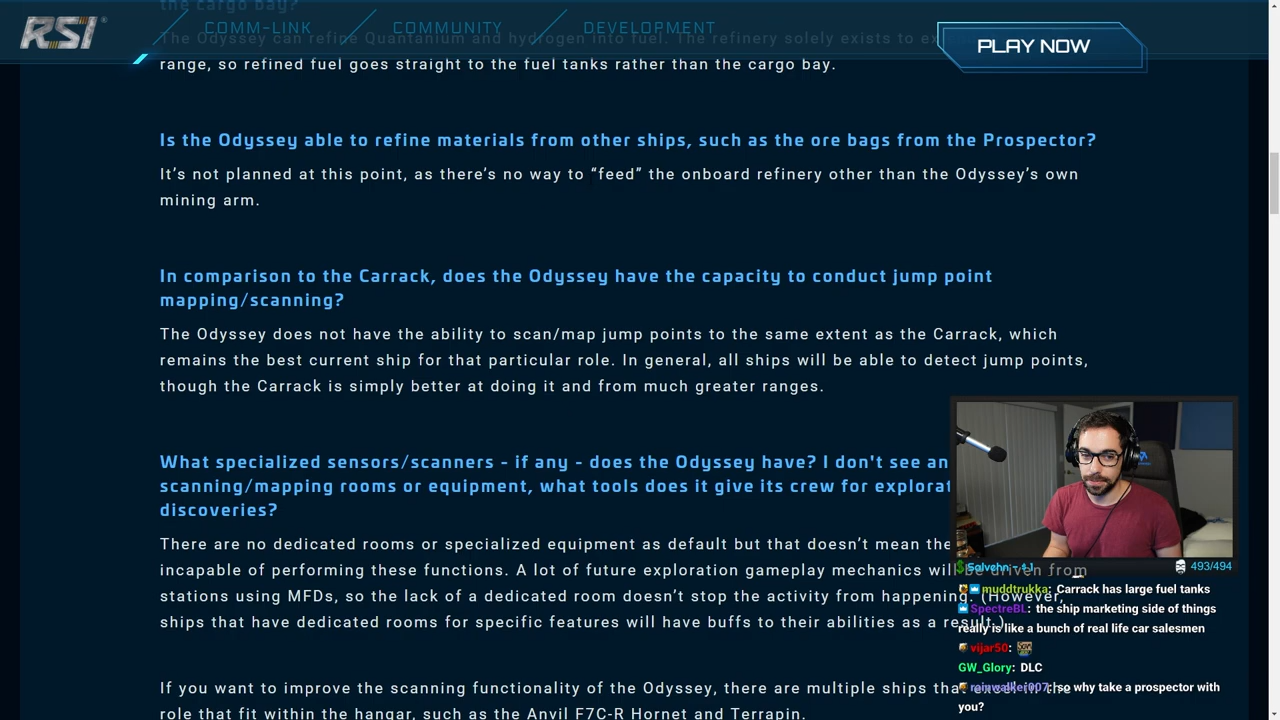 the cargo bay?
RSI
COMM-LINK
COMMUNITY
DEVELOPMENT
PLAY NOW
The Odyssey can refine Quantanium and hydrogen into fuel. The refinery solely exists to
range, so refined fuel goes straight to the fuel tanks rather than the cargo bay.
Is the Odyssey able to refine materials from other ships, such as the ore bags from the Prospector?
It’s not planned at this point, as there’s no way to “feed” the onboard refinery other than the Odyssey’s own
mining arm.
In comparison to the Carrack, does the Odyssey have the capacity to conduct jump point
mapping/scanning?
The Odyssey does not have the ability to scan/map jump points to the same extent as the Carrack, which
remains the best current ship for that particular role. In general, all ships will be able to detect jump points,
though the Carrack is simply better at doing it and from much greater ranges.
What specialized sensors/scanners - if any - does the Odyssey have? I don't see an
scanning/mapping rooms or equipment, what tools does it give its crew for explorat
discoveries?
There are no dedicated rooms or specialized equipment as default but that doesn’t mean the
incapable of performing these functions. A lot of future exploration gameplay mechanics will be driven from
stations using MFDs, so the lack of a dedicated room doesn’t stop the activity from happening. (However,
ships that have dedicated rooms for specific features will have buffs to their abilities as a result.)
If you want to improve the scanning functionality of the Odyssey, there are multiple ships that
role that fit within the hangar, such as the Anvil F7C-R Hornet and Terrapin.
493/494
muddtrukka: Carrack has large fuel tanks
SpectreBL: the ship marketing side of things
really is like a bunch of real life car salesmen
vijar50:
GW_Glory: DLC
rainwalker007: so why take a prospector with
you?